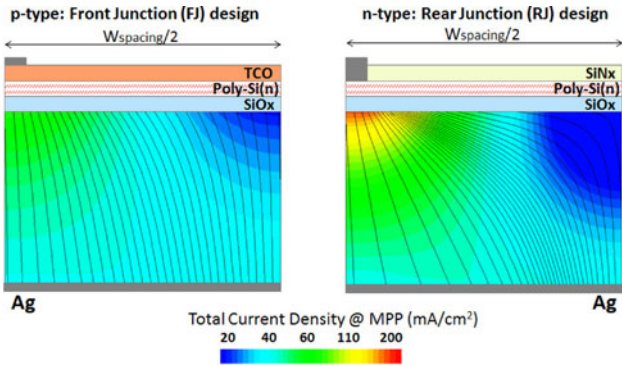 p-type: Front Junction (FJ) design
Wspacing/2
TCO
Poly-Si(n)
SiOx
Ag
n-type: Rear Junction (RJ) design
Wspacing/2
SiNx
Poly-Si(n)
SiOx
Ag
Total Current Density @ MPP (mA/cm²)
20 40 60 110 200